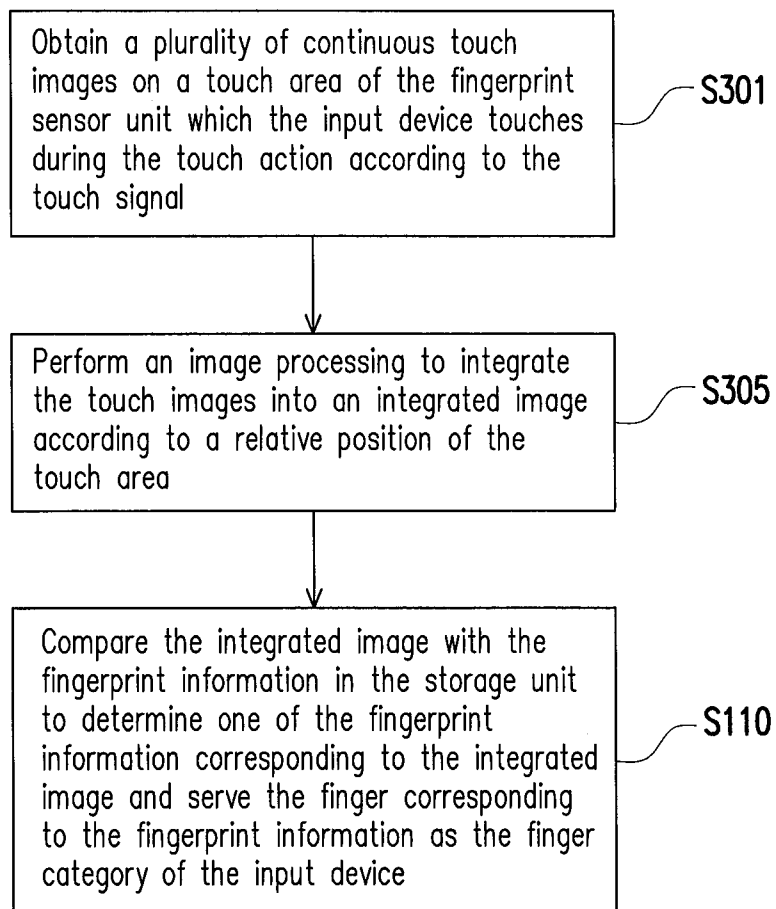 Obtain a plurality of continuous touch
images on a touch area of the fingerprint
sensor unit which the input device touches
during the touch action according to the
touch signal
S301
Perform an image processing to integrate
the touch images into an integrated image
according to a relative position of the
touch area
S305
Compare the integrated image with the
fingerprint information in the storage unit
to determine one of the fingerprint
information corresponding to the integrated
image and serve the finger corresponding
to the fingerprint information as the finger
category of the input device
S110